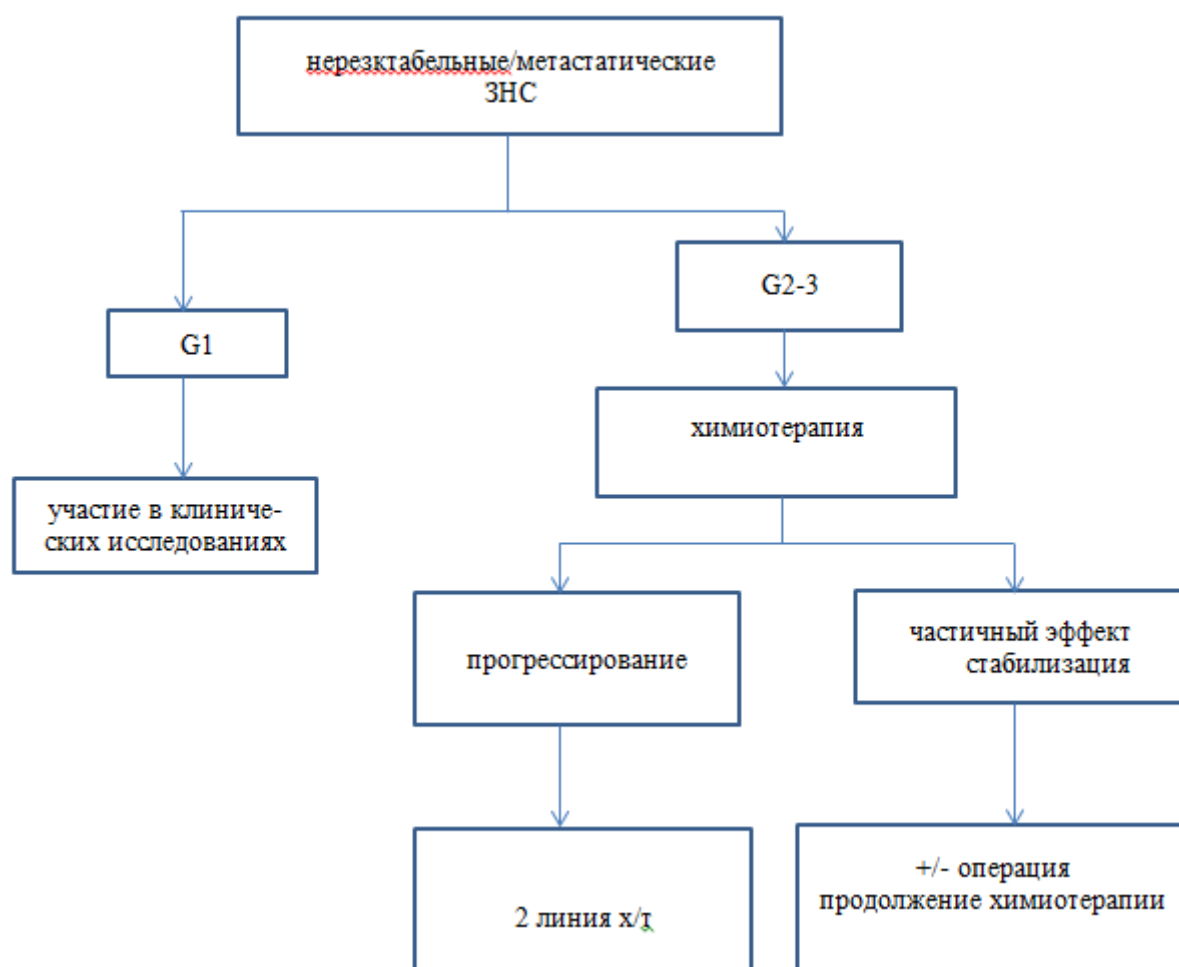 нерезктабельные/метастатические
ЗНС
G2-3
G1
химиотерапия
участие в клиниче-
ских исследованиях
прогрессирование
частичный эффект
стабилизация
2 линия х/т
+/- операция
продолжение химиотерапии